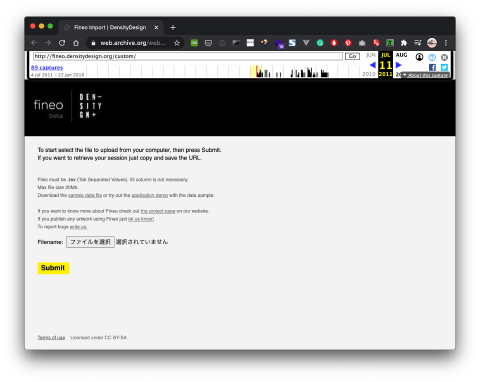 Fineo Import | DensityDesign
web.archive.org/web...
http://fineo.densitydesign.org/custom/
Go
JUN JUL AUG
89 captures
11
4 Jul 2011 – 12 Jan 2018
2010 2011
About this capture
fineo
beta
DEN-
SITY
GN+
To start select the file to upload from your computer, then press Submit.
If you want to retrieve your session just copy and save the URL.
Files must be .tsv (Tab Separated Values). ID column is not necessary.
Max file size 20Mb.
Download the sample data file or try out the application demo with the data sample.
If you want to know more about Fineo check out the project page on our website.
If you publish any artwork using Fineo just let us know!
To report bugs write us.
Filename: ファイルを選択 選択されていません
Submit
Terms of use Licensed under CC BY-SA